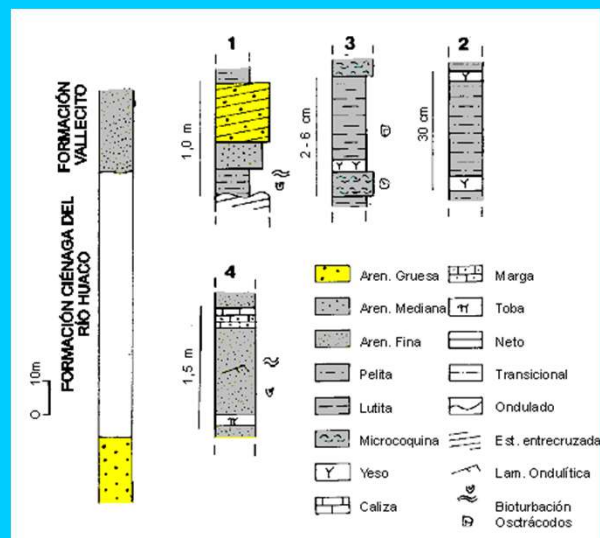 FORMACIÓN
VALLECITO
FORMACIÓN CIÉNAGA DEL
RÍO HUACO
10m
O
1
1,0 m
3
2 - 6 cm
Y Y
2
30 cm
Y
Y
4
1,5 m
π
Aren. Gruesa
Aren. Mediana
Aren. Fina
Pelita
Lutita
Microcoquina
Y
Yeso
Caliza
Marga
π
Toba
Neto
Transicional
Ondulado
Est. entrecruzada
Lam. Ondulítica
Bioturbación
Osctrácodos